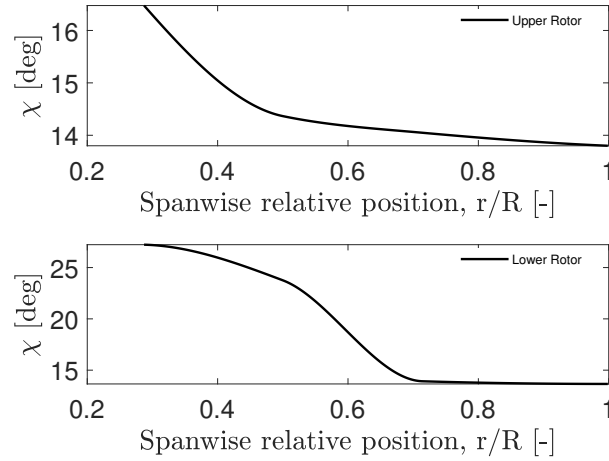 16
15
14
χ [deg]
Upper Rotor
0.2 0.4 0.6 0.8 1
Spanwise relative position, r/R [-]
25
20
15
χ [deg]
Lower Rotor
0.2 0.4 0.6 0.8 1
Spanwise relative position, r/R [-]